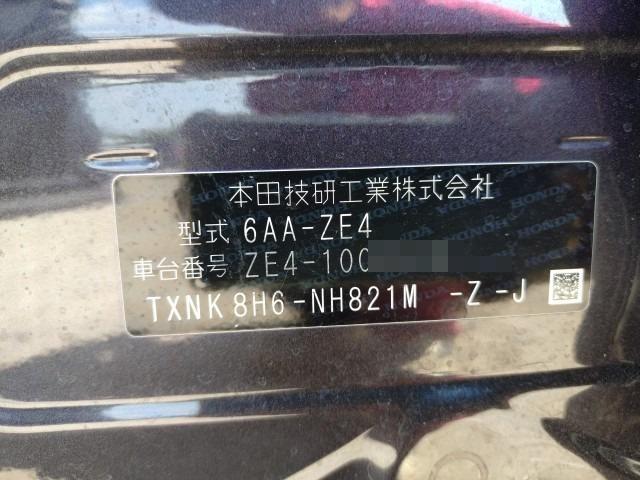 本田技研工業株式会社
型式 6AA-ZE4
車台番号 ZE4-100
TXNK 8H6-NH821M -Z -J